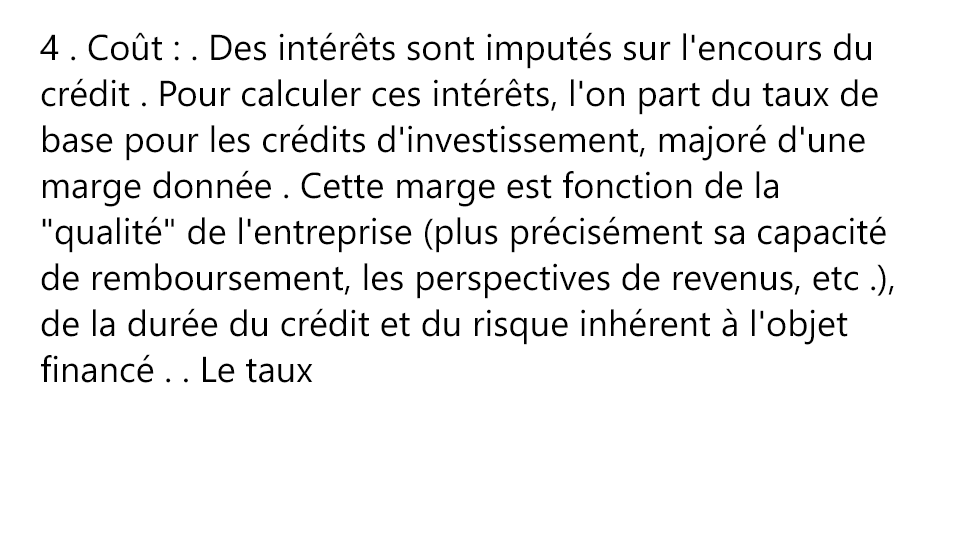 4 . Coût : . Des intérêts sont imputés sur l'encours du
crédit . Pour calculer ces intérêts, l'on part du taux de
base pour les crédits d'investissement, majoré d'une
marge donnée . Cette marge est fonction de la
"qualité" de l'entreprise (plus précisément sa capacité
de remboursement, les perspectives de revenus, etc .),
de la durée du crédit et du risque inhérent à l'objet
financé . . Le taux